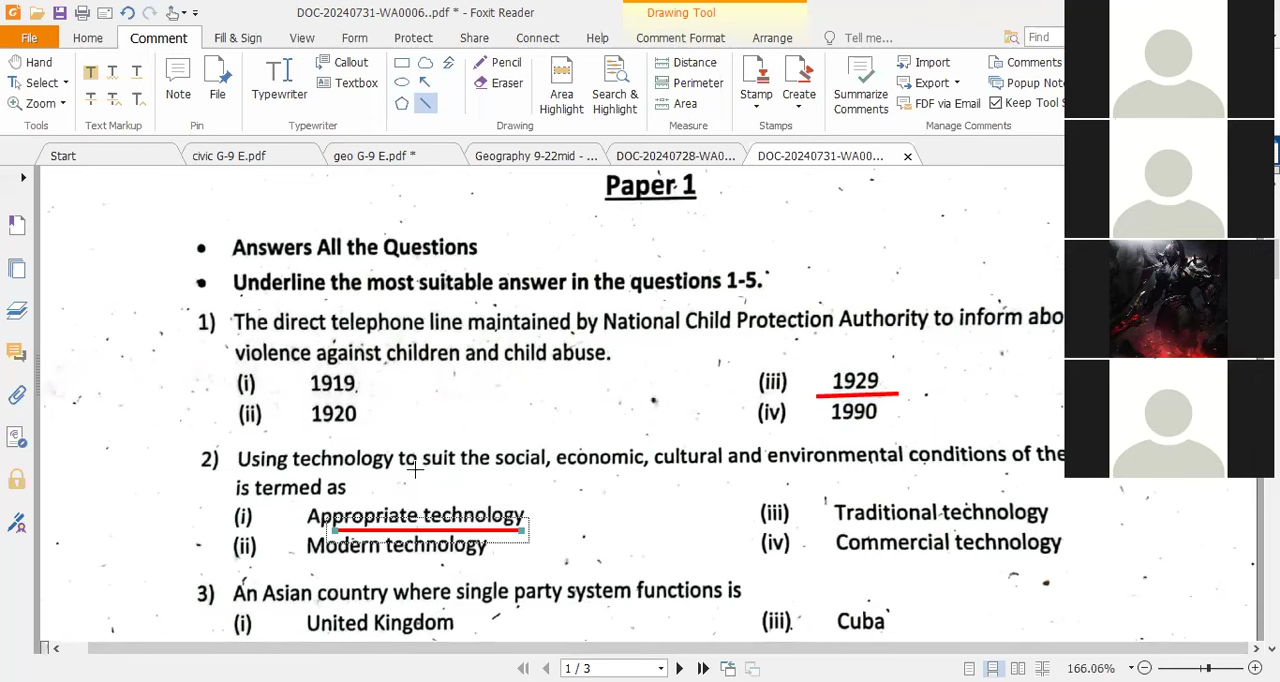 DOC-20240731-WA0006..pdf * - Foxit Reader
Drawing Tool
File Home Comment Fill & Sign View Form Protect Share Connect Help Comment Format Arrange Tell me... Find
Hand
Select
Zoom
Tools
Text Markup
Note
File
Pin
Typewriter
Callout
Textbox
Typewriter
Pencil
Eraser
Drawing
Area Highlight
Search & Highlight
Distance
Perimeter
Area
Measure
Stamp
Create
Stamps
Summarize Comments
Import
Export
FDF via Email
Comments
Popup Note
Keep Tool S
Manage Comments
Start
civic G-9 E.pdf
geo G-9 E.pdf *
Geography 9-22mid - ...
DOC-20240728-WA0...
DOC-20240731-WA00...
Paper 1
• Answers All the Questions
• Underline the most suitable answer in the questions 1-5.
1) The direct telephone line maintained by National Child Protection Authority to inform abo
violence against children and child abuse.
(i) 1919
(iii) 1929
(ii) 1920
(iv) 1990
2) Using technology to suit the social, economic, cultural and environmental conditions of the
is termed as
(i) Appropriate technology
(iii) Traditional technology
(ii) Modern technology
(iv) Commercial technology
3) An Asian country where single party system functions is
(i) United Kingdom
(iii) Cuba
1 / 3
166.06%